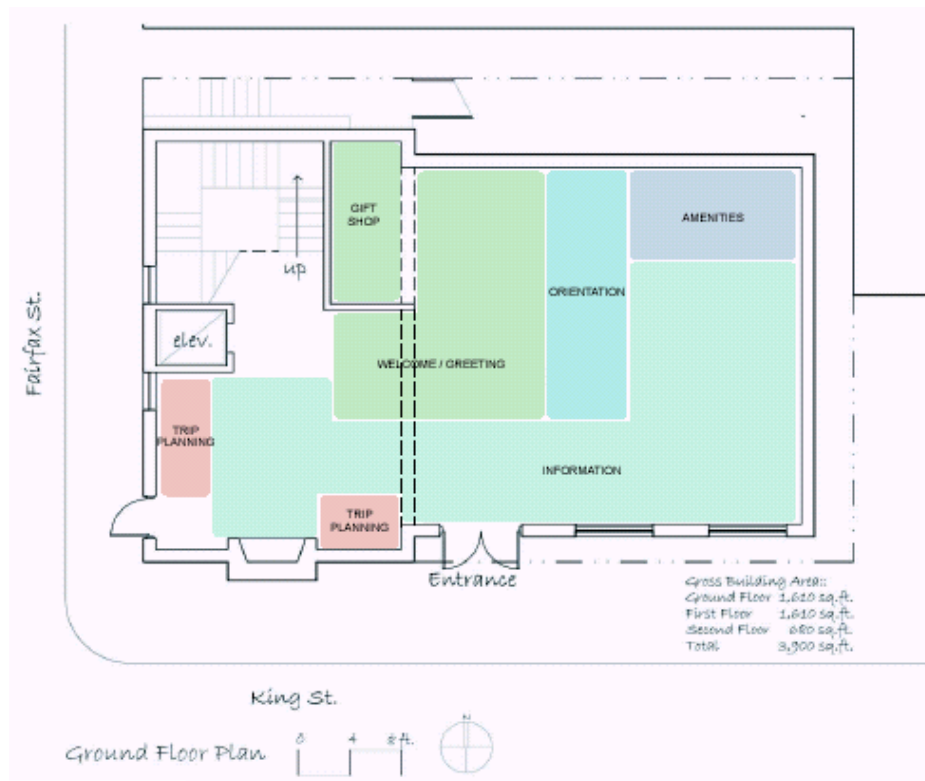 GIFT
SHOP
AMENITIES
up
ORIENTATION
elev.
Fairfax St.
WELCOME / GREETING
TRIP
PLANNING
INFORMATION
TRIP
PLANNING
Entrance
Gross Building Area::
Ground Floor 1,610 sq.ft.
First Floor 1,610 sq.ft.
Second Floor 680 sq.ft.
Total 3,900 sq.ft.
King St.
N
0 4 8 ft.
Ground Floor Plan